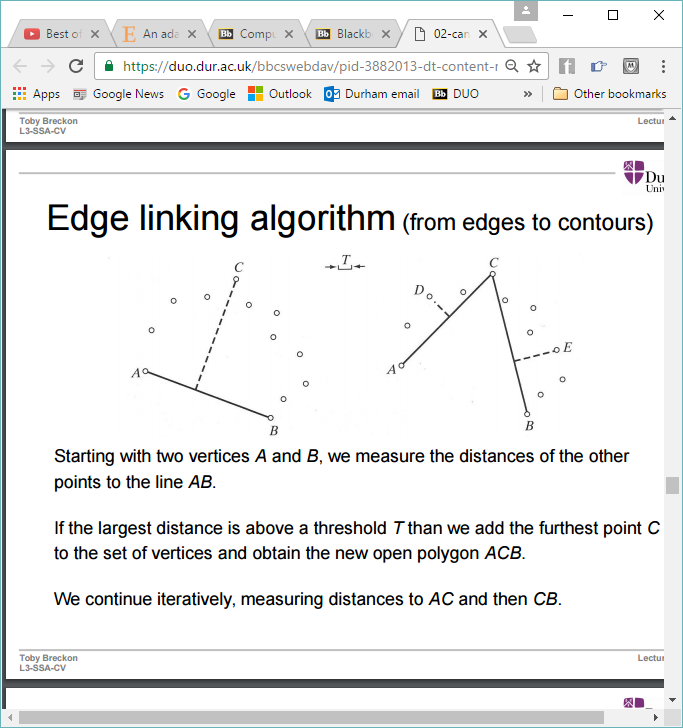 Best of
An ada
Compu
Blackb
02-can
https://duo.dur.ac.uk/bbcswebdav/pid-3882013-dt-content-r
Apps Google News Google Outlook Durham email DUO » Other bookmarks
Toby Breckon Lectur
L3-SSA-CV
Du
Univ
Edge linking algorithm (from edges to contours)
T
C
A
B
C
D
A
E
B
Starting with two vertices A and B, we measure the distances of the other
points to the line AB.
If the largest distance is above a threshold T than we add the furthest point C
to the set of vertices and obtain the new open polygon ACB.
We continue iteratively, measuring distances to AC and then CB.
Toby Breckon Lectur
L3-SSA-CV